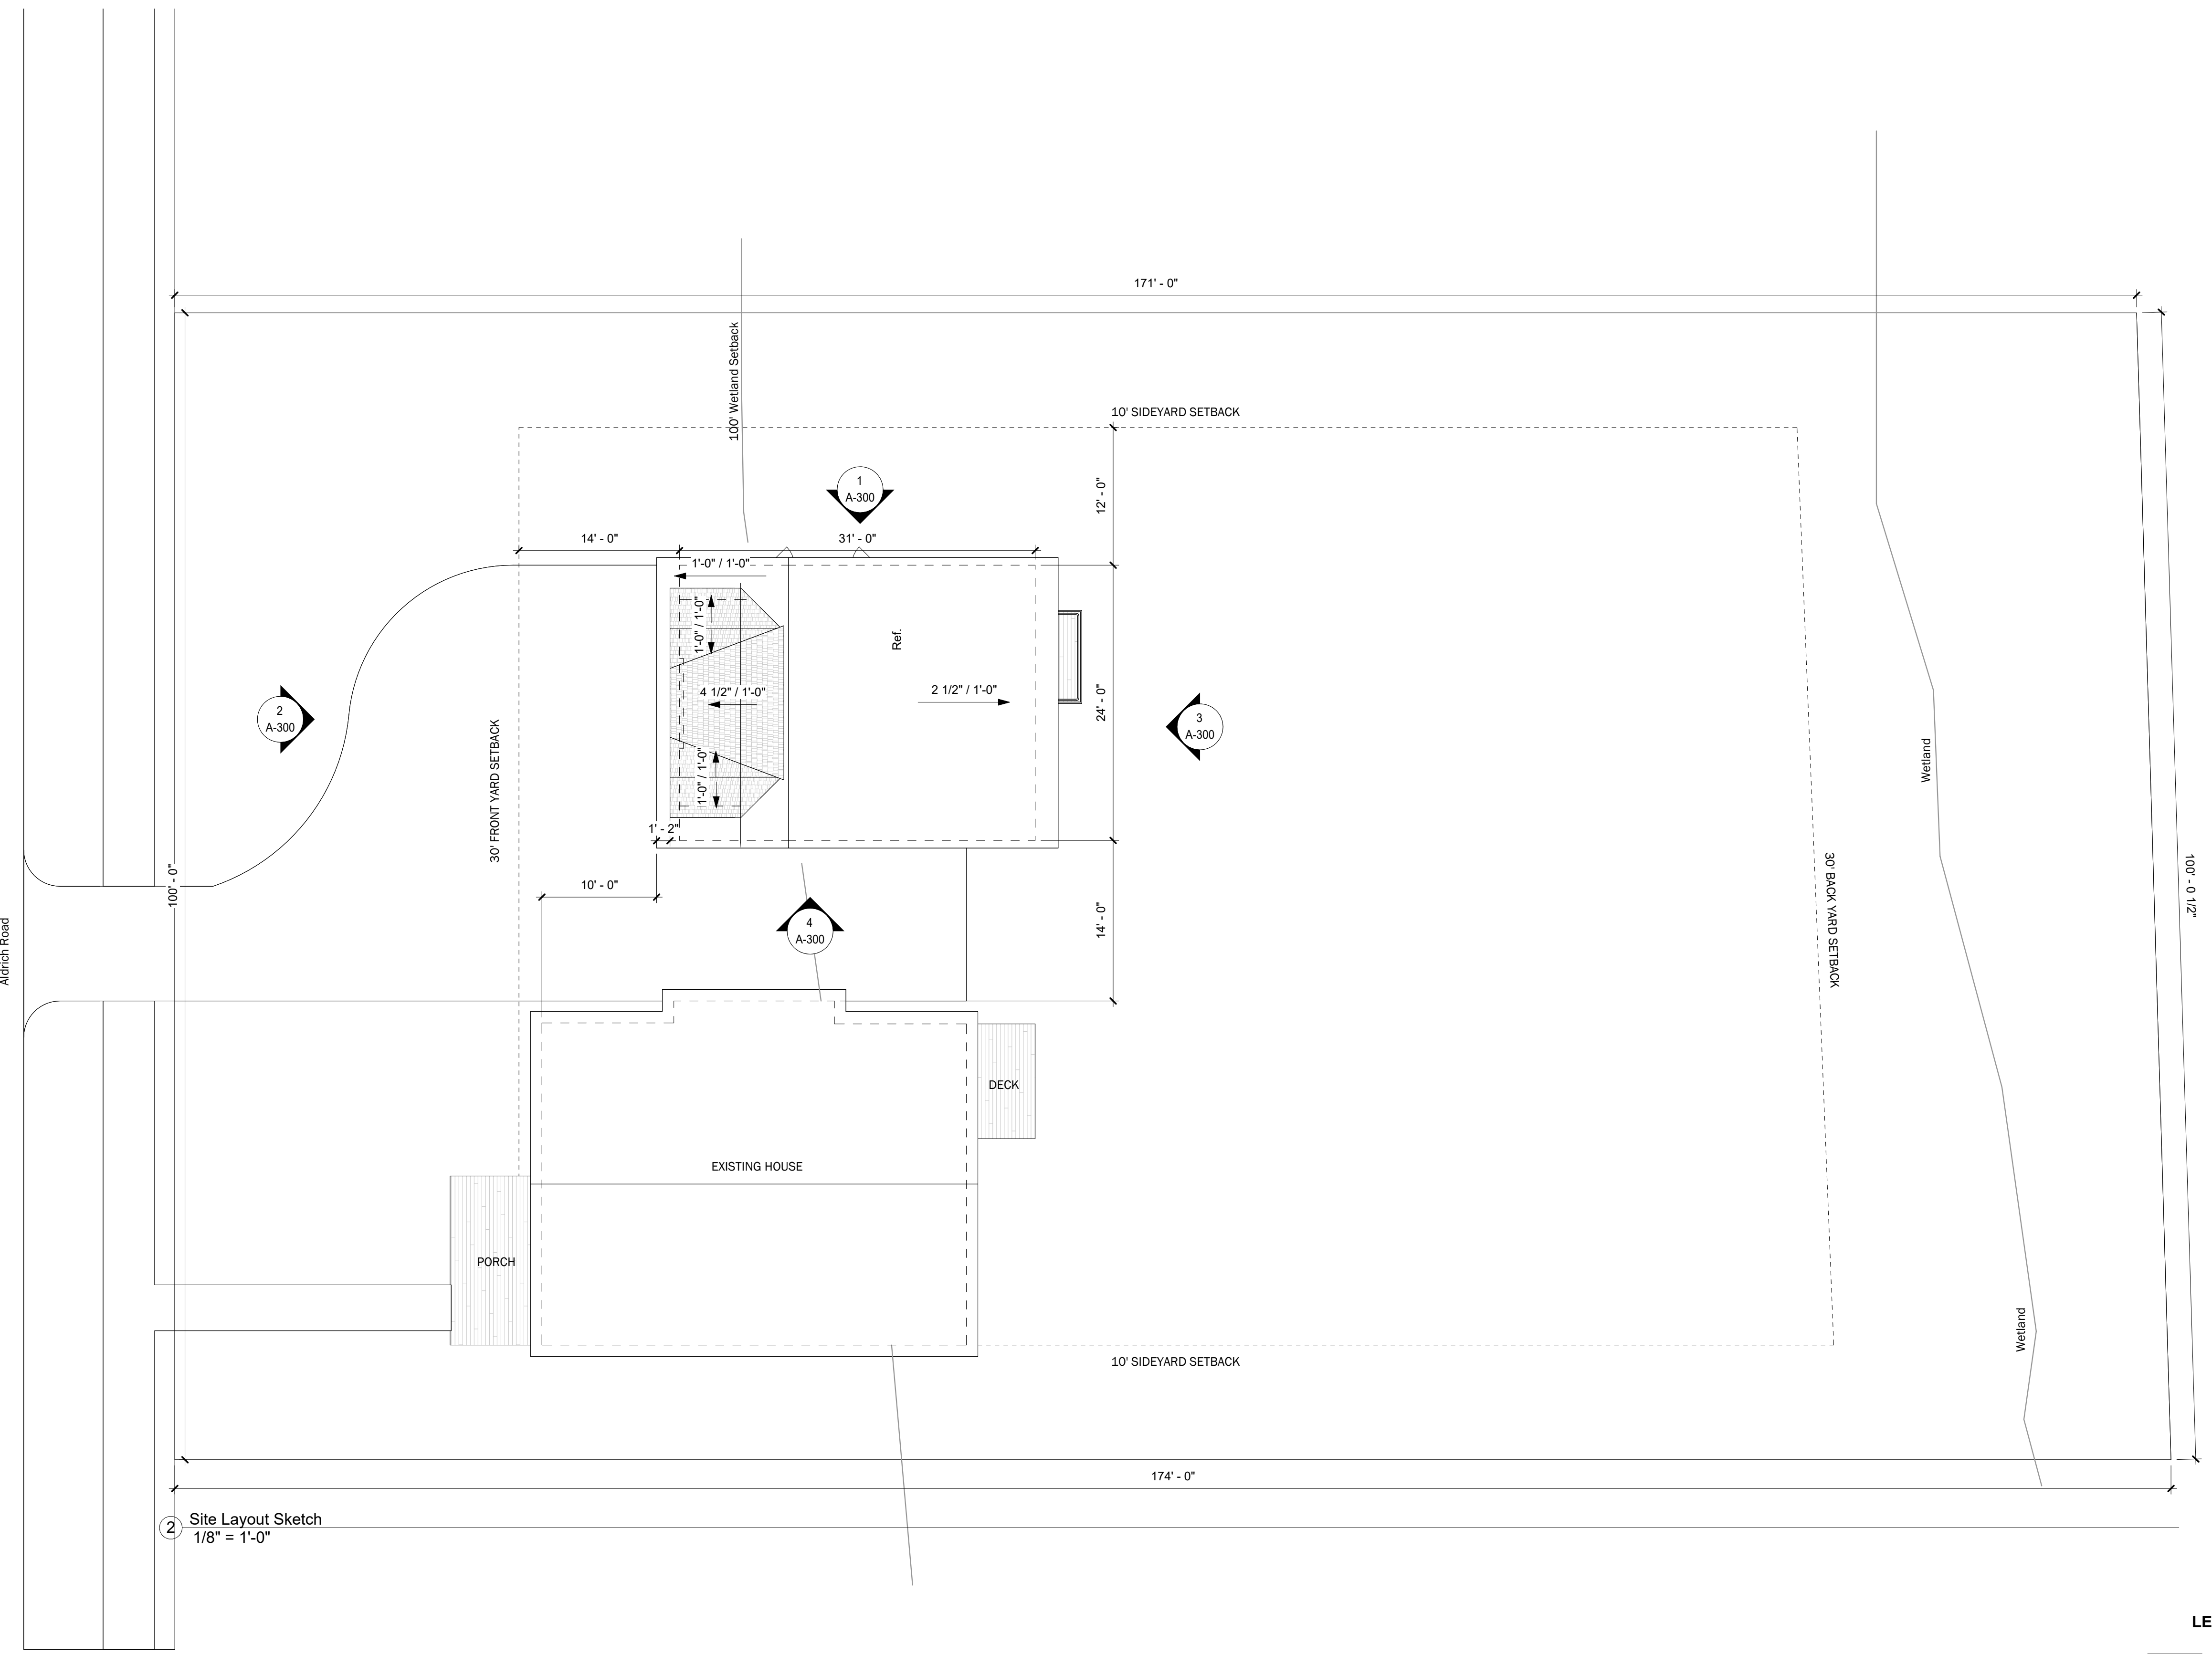 171' - 0"
100' Wetland Setback
10' SIDEYARD SETBACK
1
A-300
12' - 0"
14' - 0"
31' - 0"
1'-0" / 1'-0"
1'-0" / 1'-0"
Ref.
4 1/2" / 1'-0"
2 1/2" / 1'-0"
24' - 0"
2
A-300
3
A-300
Wetland
30' FRONT YARD SETBACK
1'-0" / 1'-0"
1' - 2"
100' - 0"
10' - 0"
4
A-300
14' - 0"
30' BACK YARD SETBACK
100' - 0 1/2"
Aldrich Road
DECK
EXISTING HOUSE
PORCH
Wetland
10' SIDEYARD SETBACK
174' - 0"
2
Site Layout Sketch
1/8" = 1'-0"
LE